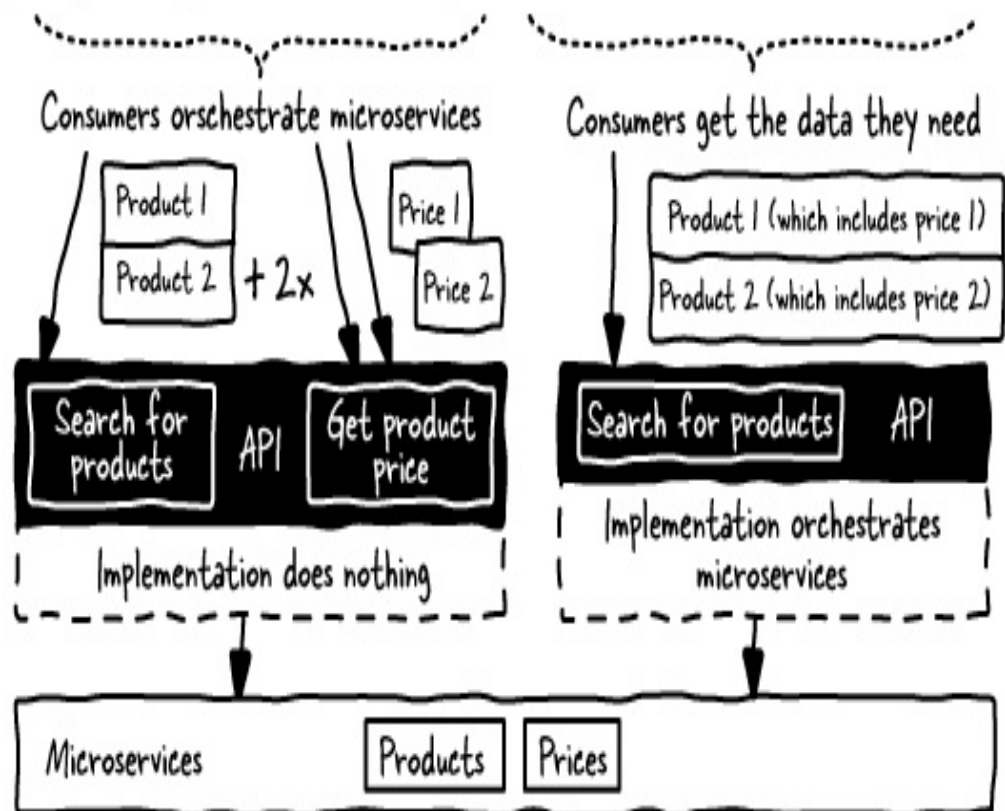 Consumers orschestrate microservices
Product 1
Product 2
+ 2x
Price 1
Price 2
Search for
products
API
Get product
price
Implementation does nothing
Consumers get the data they need
Product 1 (which includes price 1)
Product 2 (which includes price 2)
Search for products
API
Implementation orchestrates
microservices
Microservices
Products
Prices